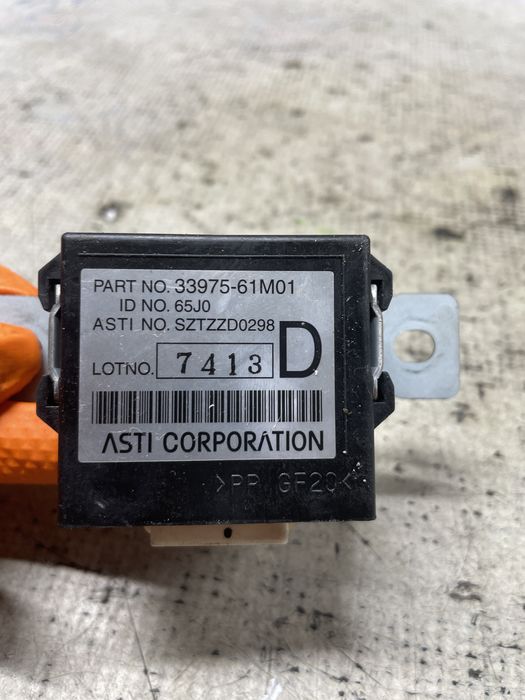 PART NO. 33975-61M01
ID NO. 65J0
ASTI NO. SZTZZD0298
LOTNO. 7413 D
ASTI CORPORATION
>PP GF20<